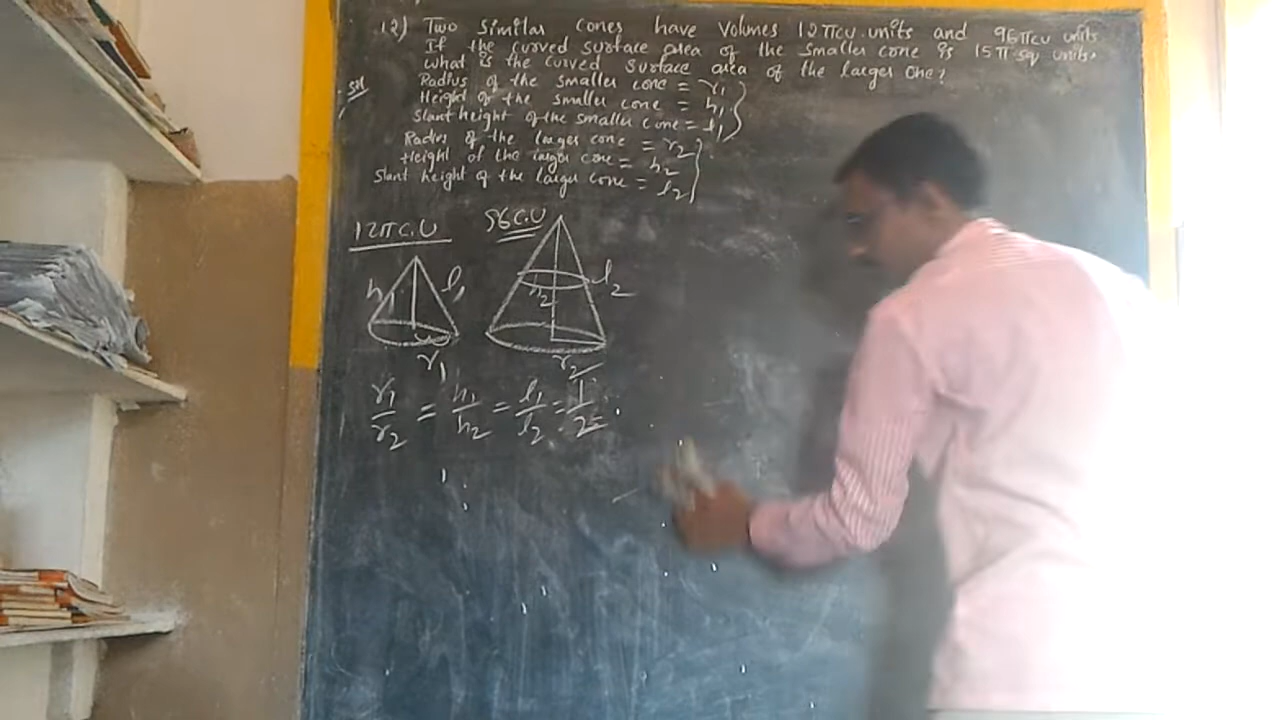 12) Two similar cones have volumes 12πcu.units and 96πcu units
If the curved surface area of the smaller cone is 15π sq units,
what is the curved surface area of the larger one?
Sol
Radius of the smaller cone = r1
Height of the smaller cone = h1
Slant height of the smaller cone = l1
Radius of the larger cone = r2
Height of the larger cone = h2
Slant height of the larger cone = l2
12π C.U 96 C.U
h l1 h2 l2
r1 r2
r1/r2 = h1/h2 = l1/l2 = 1/2